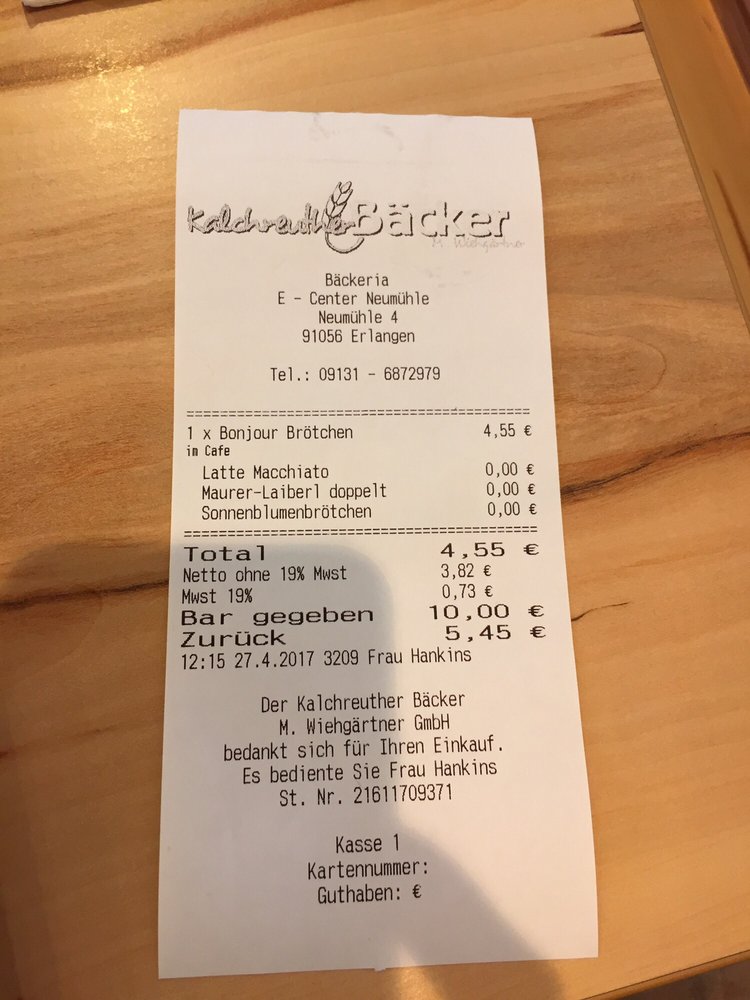 Kalchreuther Bäcker
M. Wiehgärtner
Bäckeria
E - Center Neumühle
Neumühle 4
91056 Erlangen
Tel.: 09131 - 6872979
==========================================
1 x Bonjour Brötchen 4,55 €
im Cafe
Latte Macchiato 0,00 €
Maurer-Laiberl doppelt 0,00 €
Sonnenblumenbrötchen 0,00 €
==========================================
Total 4,55 €
Netto ohne 19% Mwst 3,82 €
Mwst 19% 0,73 €
Bar gegeben 10,00 €
Zurück 5,45 €
12:15 27.4.2017 3209 Frau Hankins
Der Kalchreuther Bäcker
M. Wiehgärtner GmbH
bedankt sich für Ihren Einkauf.
Es bediente Sie Frau Hankins
St. Nr. 21611709371
Kasse 1
Kartennummer:
Guthaben: €